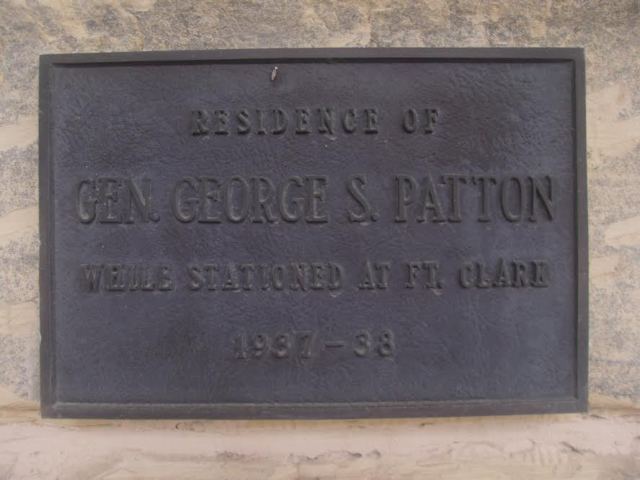 RESIDENCE OF
GEN. GEORGE S. PATTON
WHILE STATIONED AT FT. CLARK
1937-38